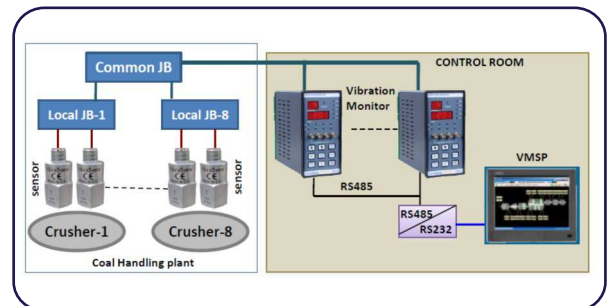 Common JB
Local JB-1
Local JB-8
sensor
sensor
Crusher-1
Crusher-8
Coal Handling plant
CONTROL ROOM
Vibration
Monitor
RS485
RS485
RS232
VMSP